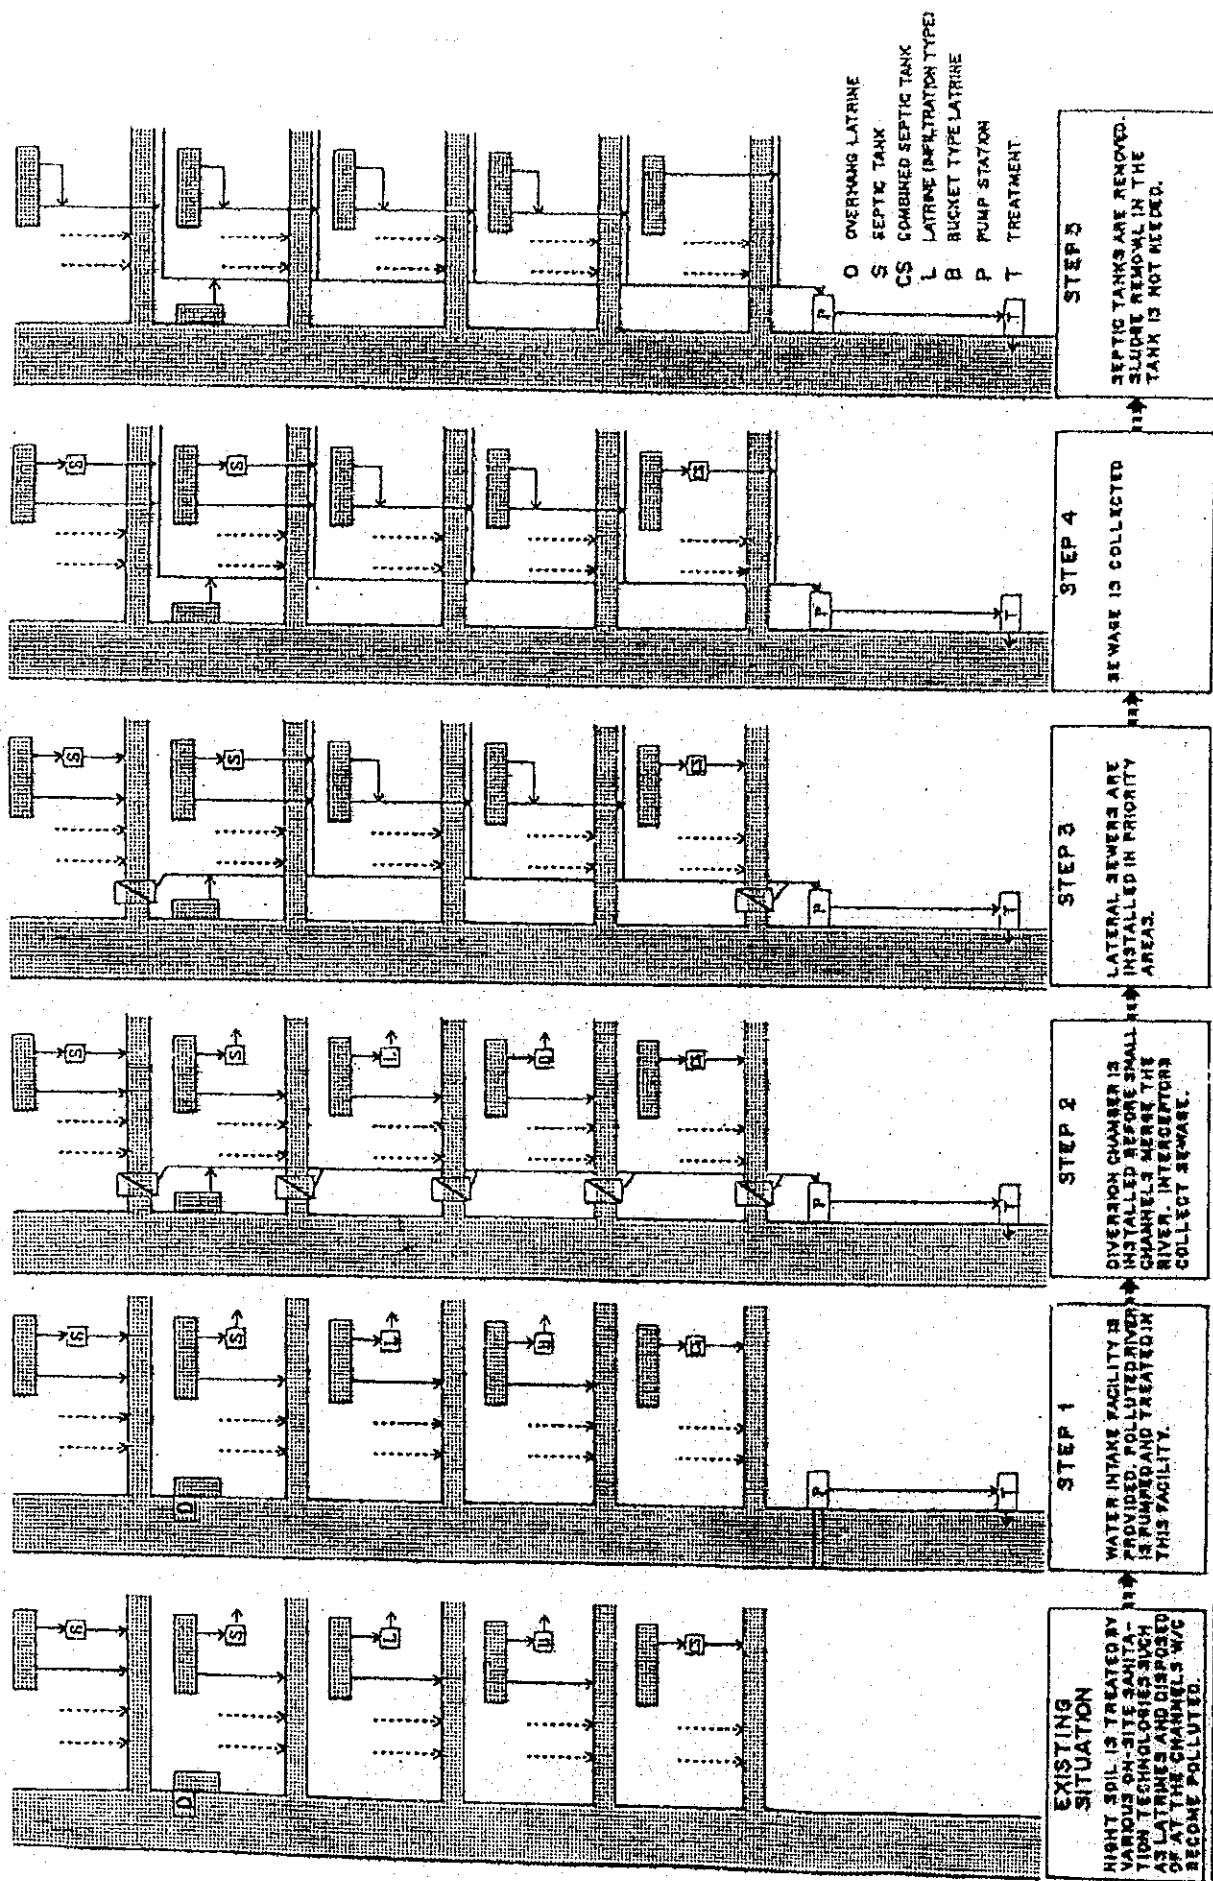 EXISTING
SITUATION
NIGHT SOIL IS TREATED BY
VARIOUS ON-SITE SANITA-
TION TECHNOLOGIES SUCH
AS LATRINES AND DISPOSED
OF AT THE CHANNELS W/C
BECOME POLLUTED.
STEP 1
WATER INTAKE FACILITY IS
PROVIDED. POLLUTED RIVER
IS PUMPED AND TREATED IN
THIS FACILITY.
STEP 2
DIVERSION CHAMBER IS
INSTALLED BEFORE SMALL
CHANNELS MERGE THE
RIVER. INTERCEPTORS
COLLECT SEWAGE.
STEP 3
LATERAL SEWERS ARE
INSTALLED IN PRIORITY
AREAS.
STEP 4
SEWAGE IS COLLECTED
STEP 5
SEPTIC TANKS ARE REMOVED.
SLUDGE REMOVAL IN THE
TANK IS NOT NEEDED.
O OVERHANG LATRINE
S SEPTIC TANK
CS COMBINED SEPTIC TANK
L LATRINE (INFILTRATION TYPE)
B BUCKET TYPE LATRINE
P PUMP STATION
T TREATMENT
S
S
L
S
S
L
P
T
S
S
L
P
T
S
S
P
T
S
S
P
T
P
T